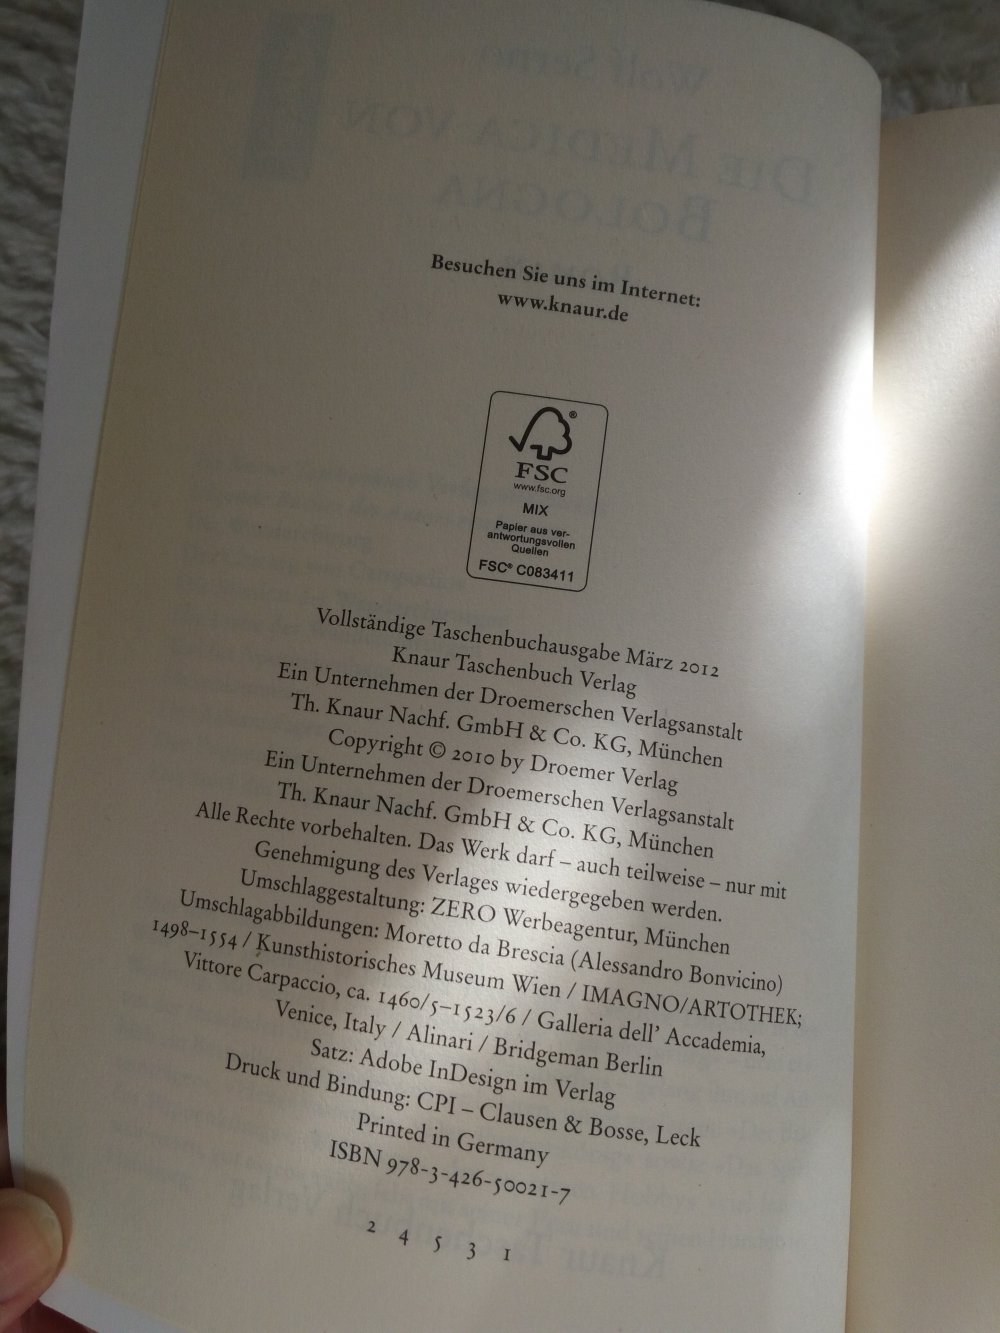 Besuchen Sie uns im Internet:
www.knaur.de
FSC®
www.fsc.org
MIX
Papier aus ver-
antwortungsvollen
Quellen
FSC® C083411
Vollständige Taschenbuchausgabe März 2012
Knaur Taschenbuch Verlag
Ein Unternehmen der Droemerschen Verlagsanstalt
Th. Knaur Nachf. GmbH & Co. KG, München
Copyright © 2010 by Droemer Verlag
Ein Unternehmen der Droemerschen Verlagsanstalt
Th. Knaur Nachf. GmbH & Co. KG, München
Alle Rechte vorbehalten. Das Werk darf – auch teilweise – nur mit
Genehmigung des Verlages wiedergegeben werden.
Umschlaggestaltung: ZERO Werbeagentur, München
Umschlagabbildungen: Moretto da Brescia (Alessandro Bonvicino)
1498–1554 / Kunsthistorisches Museum Wien / IMAGNO/ARTOTHEK;
Vittore Carpaccio, ca. 1460/5–1523/6 / Galleria dell' Accademia,
Venice, Italy / Alinari / Bridgeman Berlin
Satz: Adobe InDesign im Verlag
Druck und Bindung: CPI – Clausen & Bosse, Leck
Printed in Germany
ISBN 978-3-426-50021-7
2 4 5 3 1